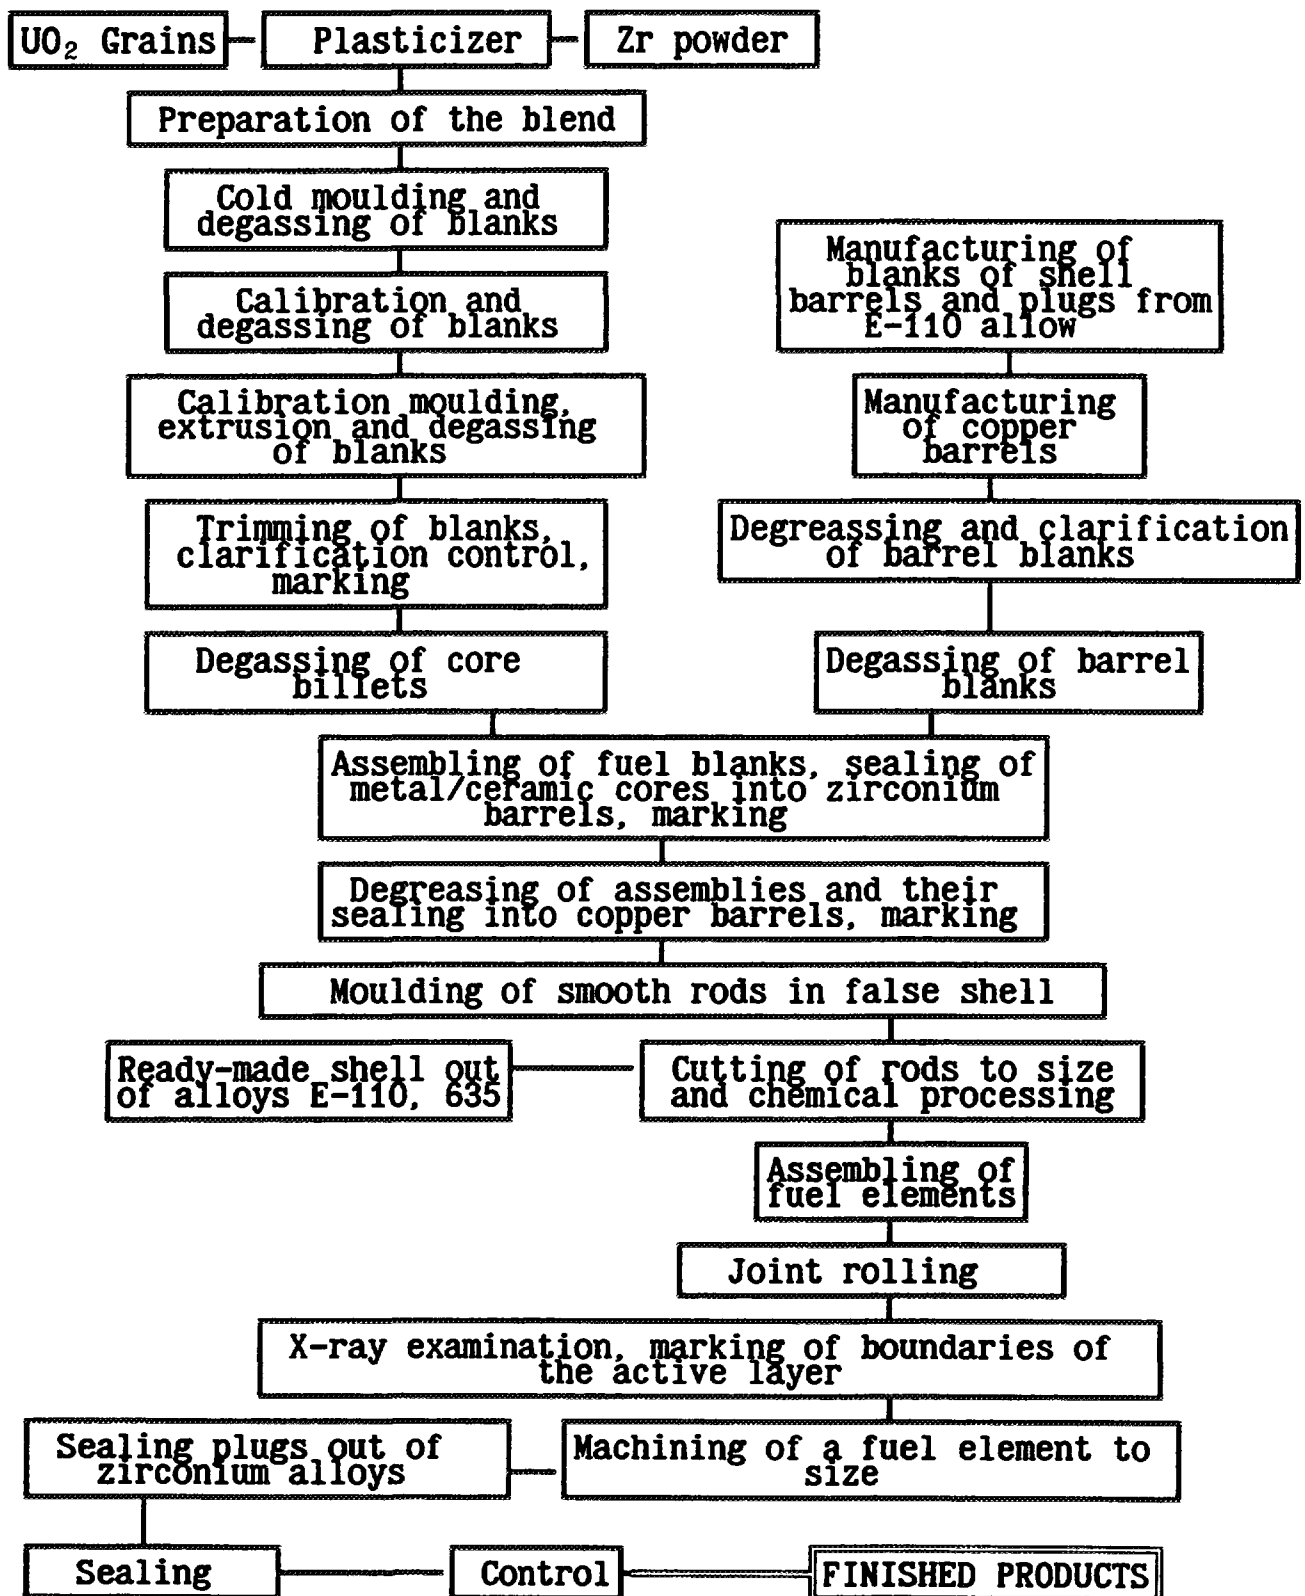 UO₂ Grains
Plasticizer
Zr powder
Preparation of the blend
Cold moulding and
degassing of blanks
Calibration and
degassing of blanks
Manufacturing of
blanks of shell
barrels and plugs from
E-110 allow
Calibration moulding,
extrusion and degassing
of blanks
Manufacturing
of copper
barrels
Trimming of blanks,
clarification control,
marking
Degreassing and clarification
of barrel blanks
Degassing of core
billets
Degassing of barrel
blanks
Assembling of fuel blanks, sealing of
metal/ceramic cores into zirconium
barrels, marking
Degreasing of assemblies and their
sealing into copper barrels, marking
Moulding of smooth rods in false shell
Ready-made shell out
of alloys E-110, 635
Cutting of rods to size
and chemical processing
Assembling of
fuel elements
Joint rolling
X-ray examination, marking of boundaries of
the active layer
Sealing plugs out of
zirconium alloys
Machining of a fuel element to
size
Sealing
Control
FINISHED PRODUCTS